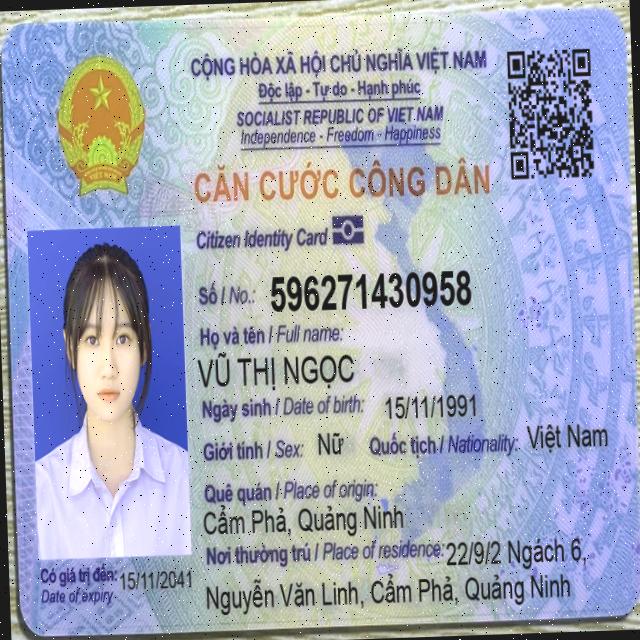 CỘNG HÒA XÃ HỘI CHỦ NGHĨA VIỆT NAM
Độc lập - Tự do - Hạnh phúc
SOCIALIST REPUBLIC OF VIET NAM
Independence - Freedom - Happiness
CĂN CƯỚC CÔNG DÂN
Citizen Identity Card
Số / No.: 596271430958
Họ và tên / Full name:
VŨ THỊ NGỌC
Ngày sinh / Date of birth: 15/11/1991
Giới tính / Sex: Nữ Quốc tịch / Nationality: Việt Nam
Quê quán / Place of origin:
Cẩm Phả, Quảng Ninh
Nơi thường trú / Place of residence: 22/9/2 Ngách 6,
Nguyễn Văn Linh, Cẩm Phả, Quảng Ninh
Có giá trị đến: 15/11/2041
Date of expiry